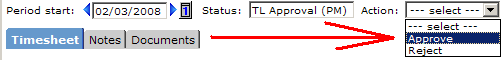 Period start: 02/03/2008 Status: TL Approval (PM) Action: --- select ---
--- select ---
Approve
Reject
Timesheet Notes Documents